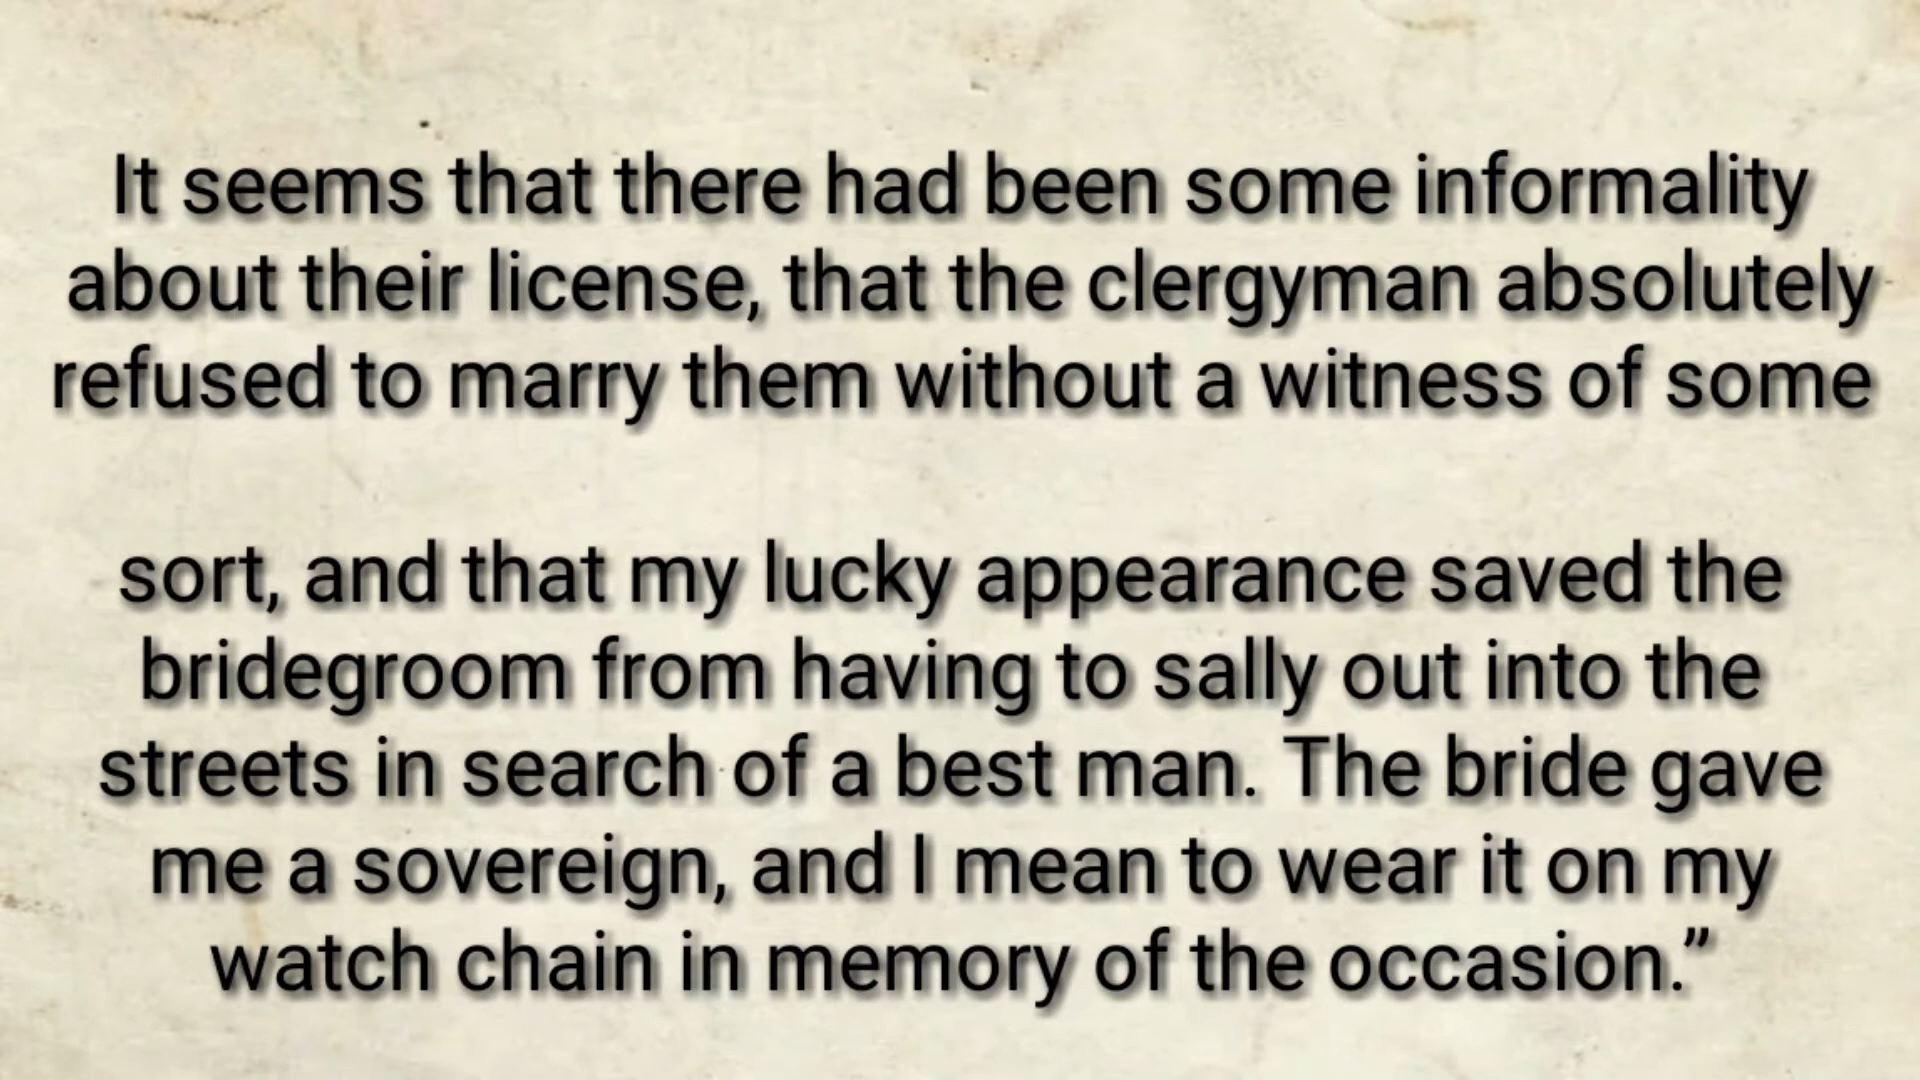 It seems that there had been some informality
about their license, that the clergyman absolutely
refused to marry them without a witness of some
sort, and that my lucky appearance saved the
bridegroom from having to sally out into the
streets in search of a best man. The bride gave
me a sovereign, and I mean to wear it on my
watch chain in memory of the occasion.”